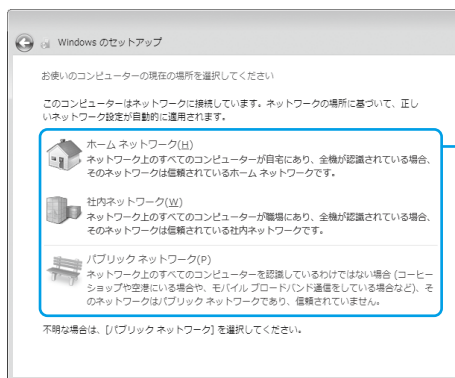 Windows のセットアップ
お使いのコンピューターの現在の場所を選択してください
このコンピューターはネットワークに接続しています。ネットワークの場所に基づいて、正し
いネットワーク設定が自動的に適用されます。
ホーム ネットワーク(H)
ネットワーク上のすべてのコンピューターが自宅にあり、全機が認識されている場合、
そのネットワークは信頼されているホーム ネットワークです。
社内ネットワーク(W)
ネットワーク上のすべてのコンピューターが職場にあり、全機が認識されている場合、
そのネットワークは信頼されている社内ネットワークです。
パブリック ネットワーク(P)
ネットワーク上のすべてのコンピューターを認識しているわけではない場合 (コーヒー
ショップや空港にいる場合や、モバイル ブロードバンド通信をしている場合など)、そ
のネットワークはパブリック ネットワークであり、信頼されていません。
不明な場合は、[パブリック ネットワーク] を選択してください。